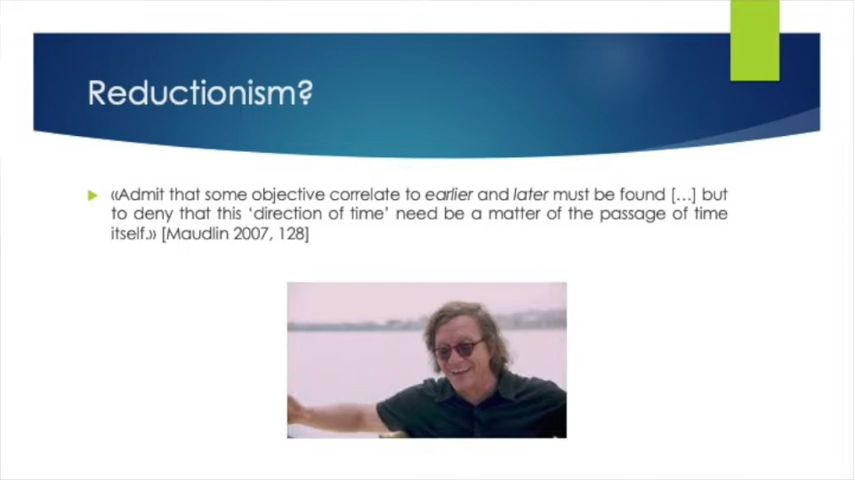 Reductionism?
«Admit that some objective correlate to earlier and later must be found […] but
to deny that this ‘direction of time’ need be a matter of the passage of time
itself.» [Maudlin 2007, 128]